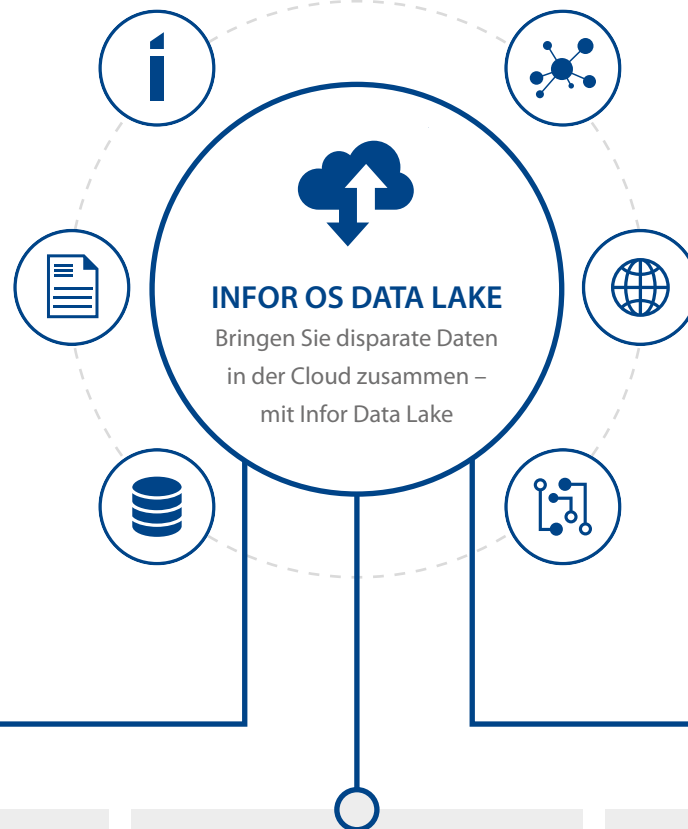 INFOR OS DATA LAKE
Bringen Sie disparate Daten
in der Cloud zusammen –
mit Infor Data Lake